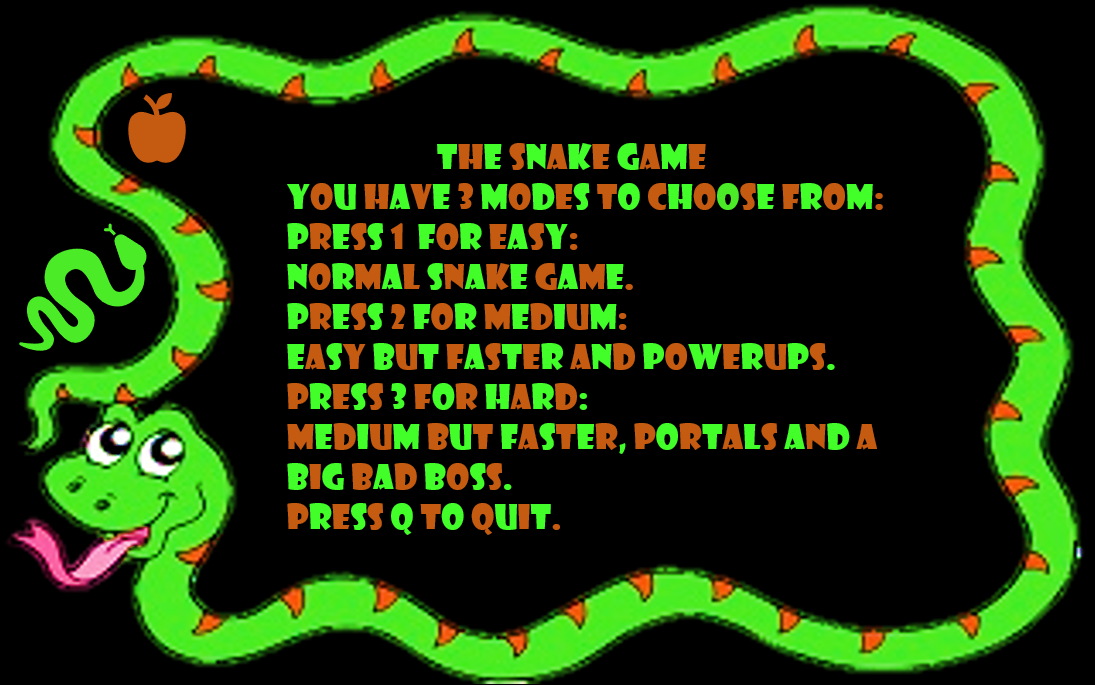 THE SNAKE GAME
YOU HAVE 3 MODES TO CHOOSE FROM:
PRESS 1 FOR EASY:
NORMAL SNAKE GAME.
PRESS 2 FOR MEDIUM:
EASY BUT FASTER AND POWERUPS.
PRESS 3 FOR HARD:
MEDIUM BUT FASTER, PORTALS AND A
BIG BAD BOSS.
PRESS Q TO QUIT.